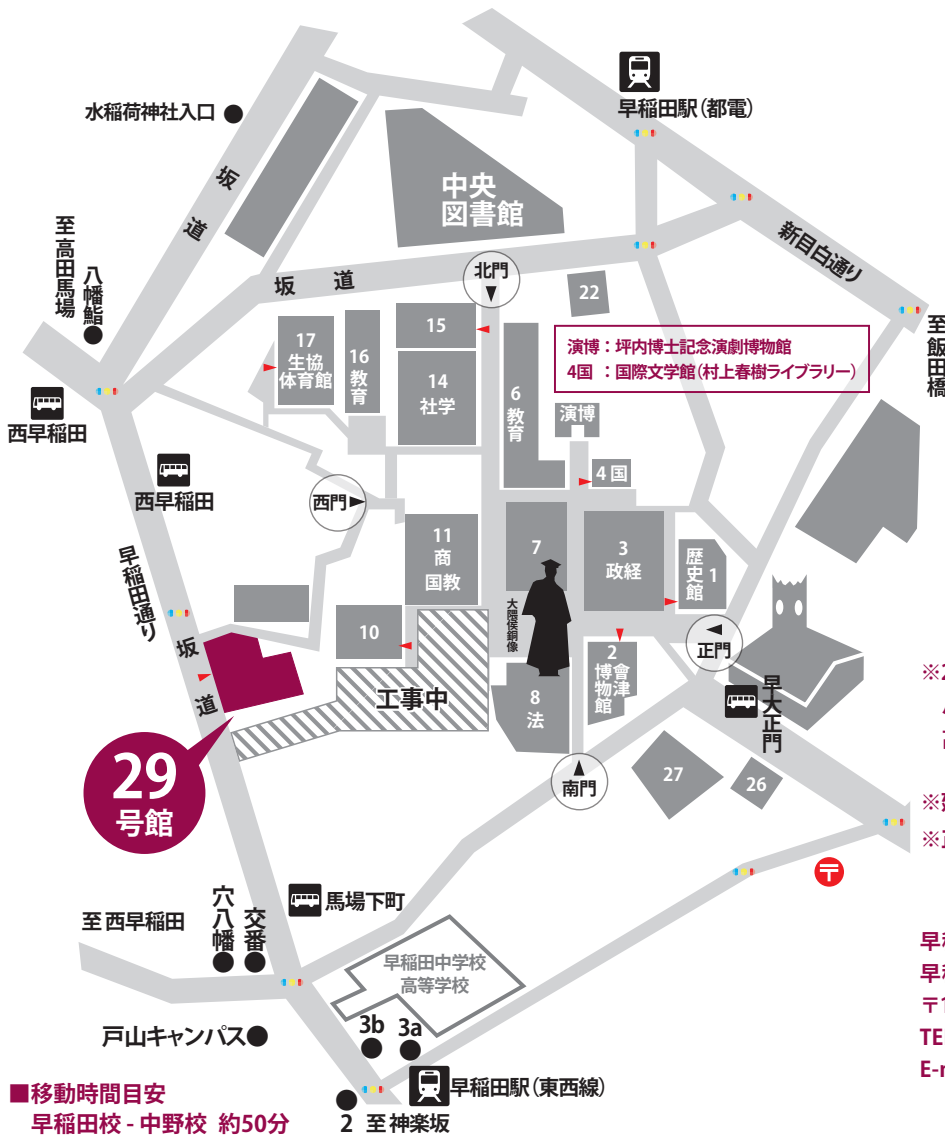 早稲田駅（都電）
水稲荷神社入口
坂
道
中央
図書館
新目白通り
至高田馬場
八幡鮨
坂 道
北門
22
至飯田橋
17
生協
体育館
16
教育
15
14
社学
6
教育
演博：坪内博士記念演劇博物館
4国 ：国際文学館（村上春樹ライブラリー）
演博
4 国
西早稲田
西早稲田
西門
11
商
国教
7
3
政経
歴史館
1
早稲田通り
大隈侯銅像
10
正門
2
會津
博物館
坂
道
工事中
8
法
早大正門
29
号館
南門
27
26
〒
穴八幡
交番
馬場下町
至 西早稲田
早稲田中学校
高等学校
戸山キャンパス
3b
3a
早稲田駅（東西線）
2 至 神楽坂
■移動時間目安
早稲田校 - 中野校 約50分
※2
※
※
早
早
〒1
TE
E-